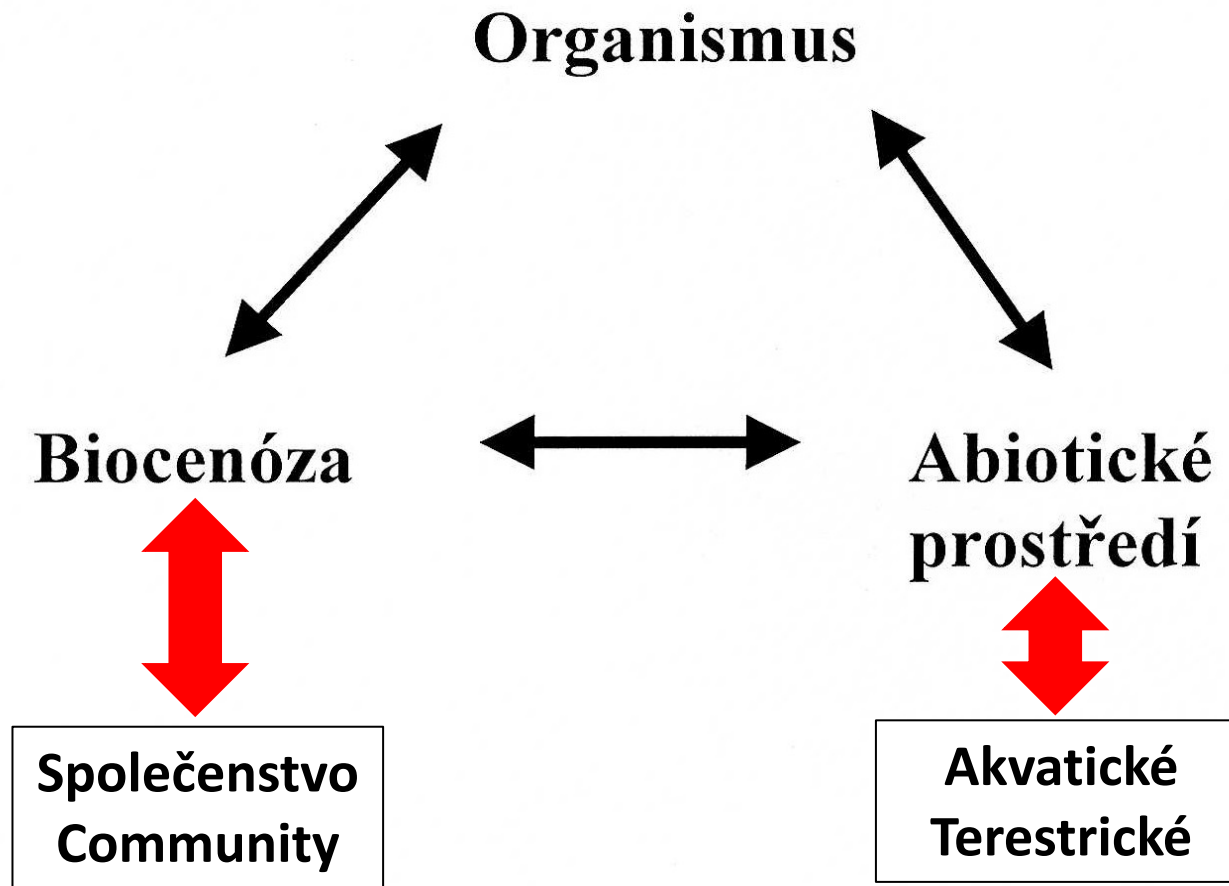 Organismus
Biocenóza
Abiotické
prostředí
Společenstvo
Community
Akvatické
Terestrické